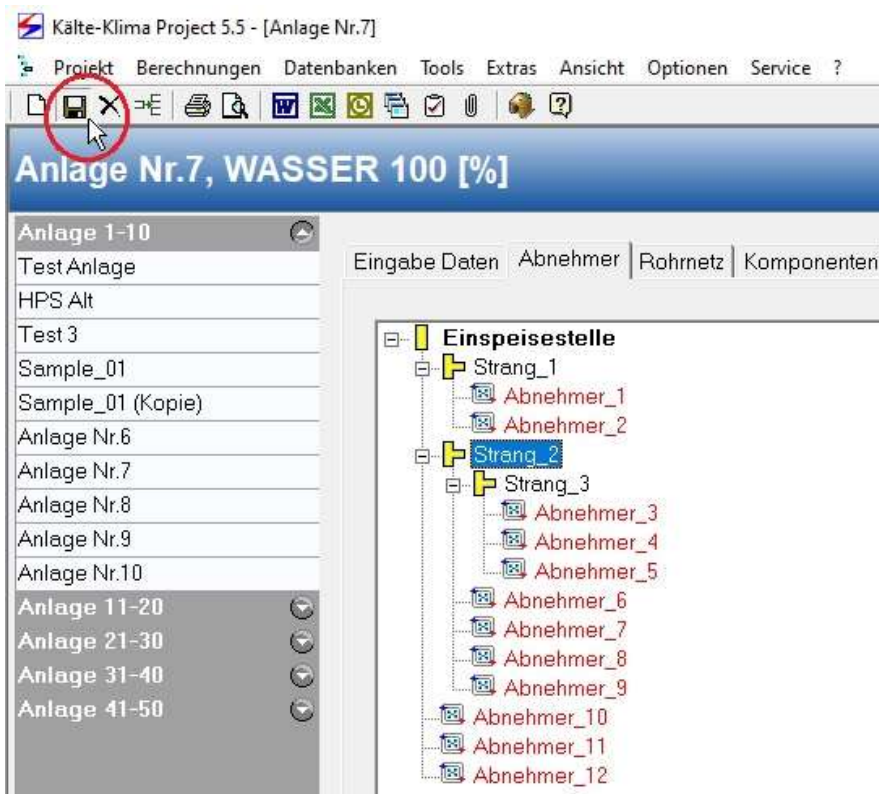 Kälte-Klima Project 5.5 - [Anlage Nr.7]
Projekt Berechnungen Datenbanken Tools Extras Ansicht Optionen Service ?
Anlage Nr.7, WASSER 100 [%]
Anlage 1-10
Test Anlage
HPS Alt
Test 3
Sample_01
Sample_01 (Kopie)
Anlage Nr.6
Anlage Nr.7
Anlage Nr.8
Anlage Nr.9
Anlage Nr.10
Anlage 11-20
Anlage 21-30
Anlage 31-40
Anlage 41-50
Eingabe Daten Abnehmer Rohrnetz Komponenten
Einspeisestelle
Strang_1
Abnehmer_1
Abnehmer_2
Strang_2
Strang_3
Abnehmer_3
Abnehmer_4
Abnehmer_5
Abnehmer_6
Abnehmer_7
Abnehmer_8
Abnehmer_9
Abnehmer_10
Abnehmer_11
Abnehmer_12